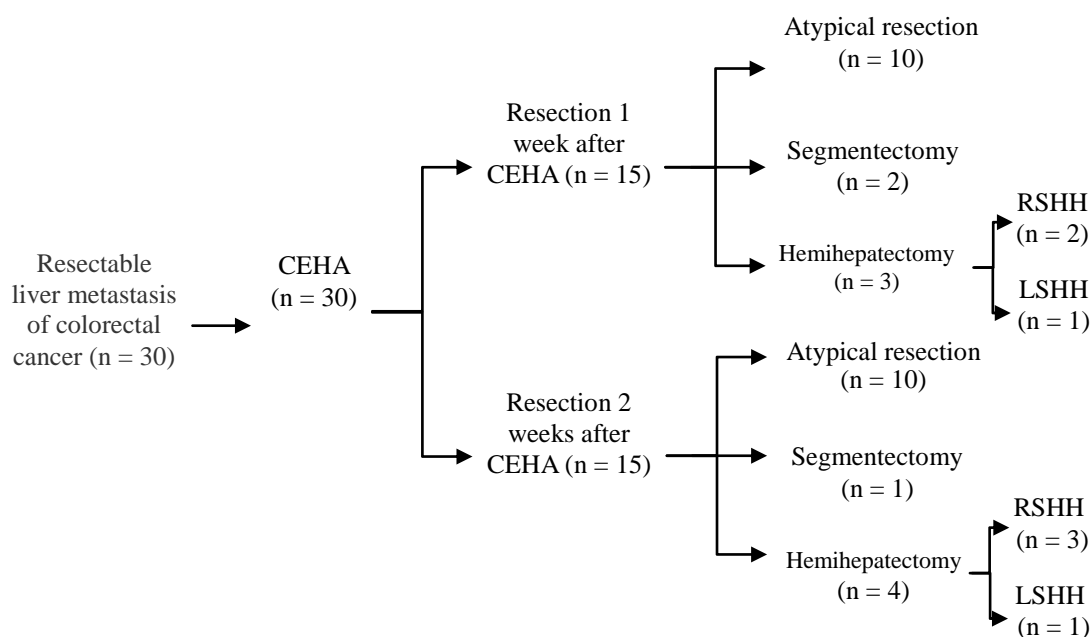 Resectable
liver metastasis
of colorectal
cancer (n = 30)
CEHA
(n = 30)
Resection 1
week after
CEHA (n = 15)
Atypical resection
(n = 10)
Segmentectomy
(n = 2)
Hemihepatectomy
(n = 3)
RSHH
(n = 2)
LSHH
(n = 1)
Resection 2
weeks after
CEHA (n = 15)
Atypical resection
(n = 10)
Segmentectomy
(n = 1)
Hemihepatectomy
(n = 4)
RSHH
(n = 3)
LSHH
(n = 1)